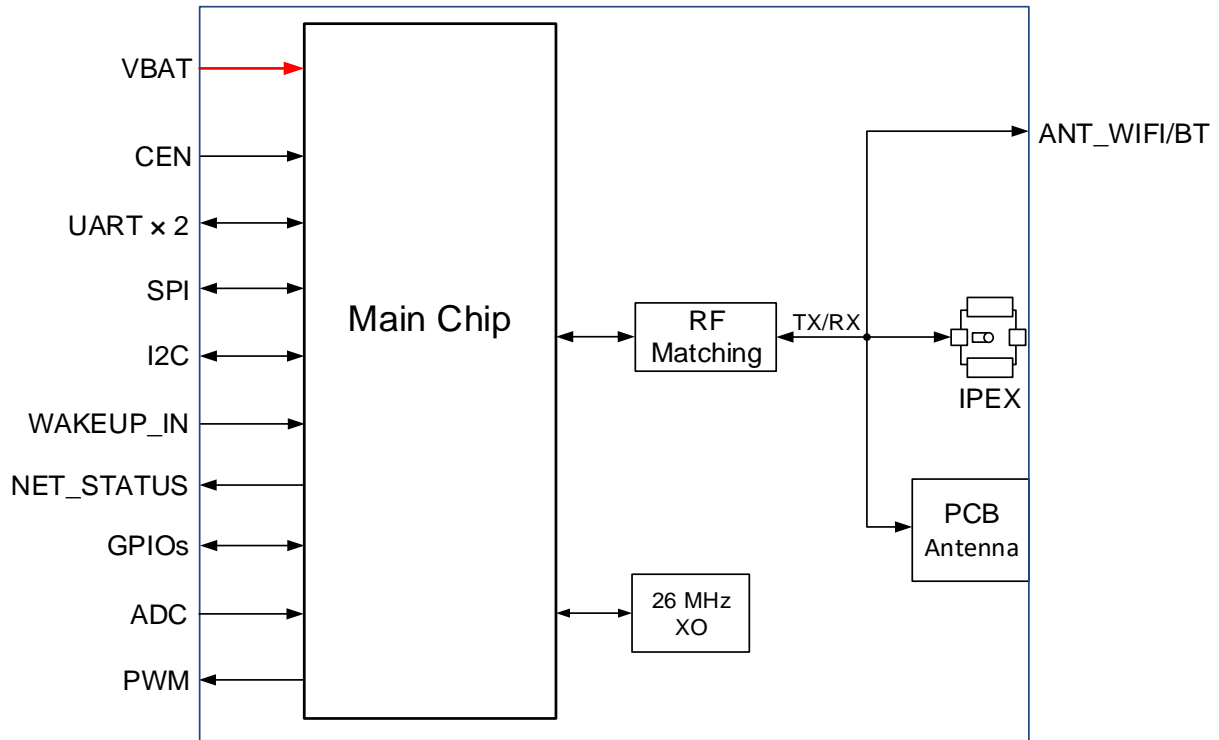 VBAT
CEN
UART × 2
SPI
I2C
WAKEUP_IN
NET_STATUS
GPIOs
ADC
PWM
Main Chip
RF
Matching
TX/RX
26 MHz
XO
ANT_WIFI/BT
IPEX
PCB
Antenna